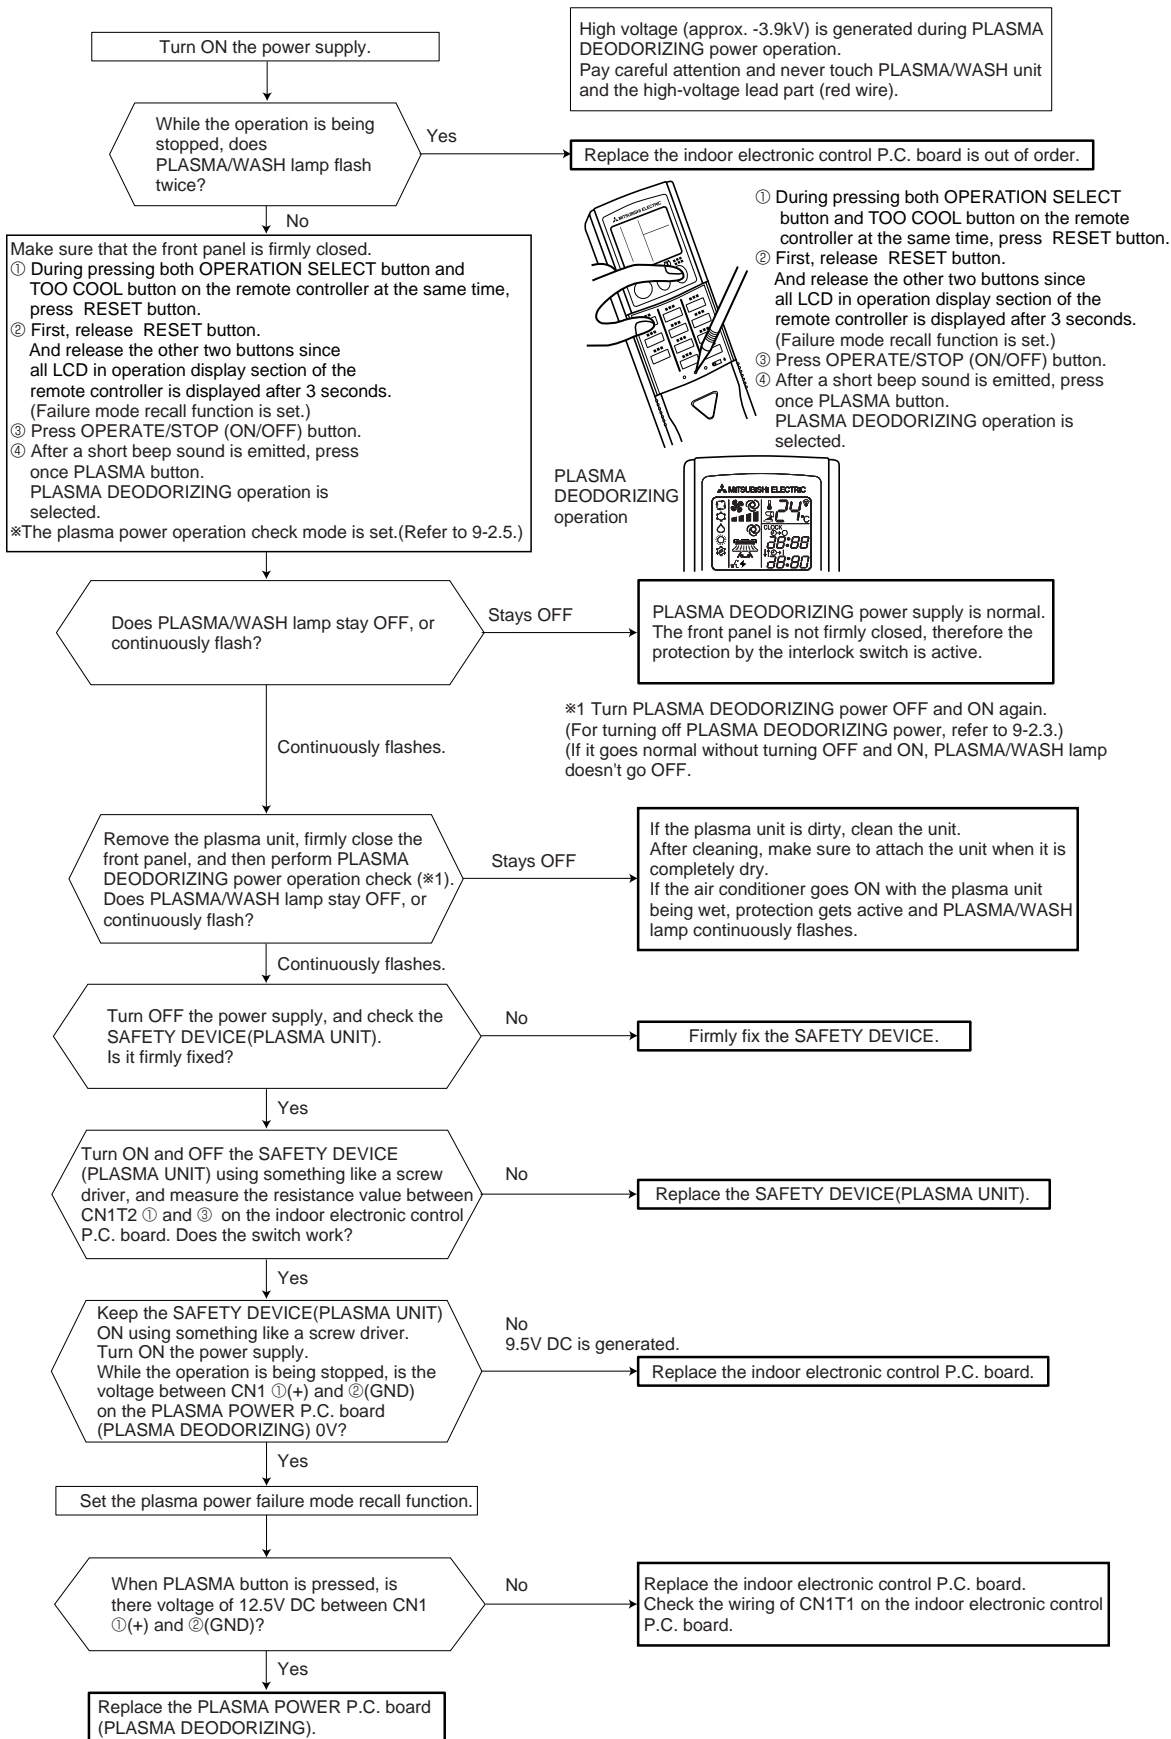 Turn ON the power supply.
High voltage (approx. -3.9kV) is generated during PLASMA
DEODORIZING power operation.
Pay careful attention and never touch PLASMA/WASH unit
and the high-voltage lead part (red wire).
While the operation is being
stopped, does
PLASMA/WASH lamp flash
twice?
Yes
Replace the indoor electronic control P.C. board is out of order.
No
Make sure that the front panel is firmly closed.
① During pressing both OPERATION SELECT button and
TOO COOL button on the remote controller at the same time,
press RESET button.
② First, release RESET button.
And release the other two buttons since
all LCD in operation display section of the
remote controller is displayed after 3 seconds.
(Failure mode recall function is set.)
③ Press OPERATE/STOP (ON/OFF) button.
④ After a short beep sound is emitted, press
once PLASMA button.
PLASMA DEODORIZING operation is
selected.
※The plasma power operation check mode is set.(Refer to 9-2.5.)
MITSUBISHI ELECTRIC
① During pressing both OPERATION SELECT
button and TOO COOL button on the remote
controller at the same time, press RESET button.
② First, release RESET button.
And release the other two buttons since
all LCD in operation display section of the
remote controller is displayed after 3 seconds.
(Failure mode recall function is set.)
③ Press OPERATE/STOP (ON/OFF) button.
④ After a short beep sound is emitted, press
once PLASMA button.
PLASMA DEODORIZING operation is
selected.
PLASMA
DEODORIZING
operation
MITSUBISHI ELECTRIC
24°C
CLOCK
88:88
88:80
Does PLASMA/WASH lamp stay OFF, or
continuously flash?
Stays OFF
PLASMA DEODORIZING power supply is normal.
The front panel is not firmly closed, therefore the
protection by the interlock switch is active.
※1 Turn PLASMA DEODORIZING power OFF and ON again.
(For turning off PLASMA DEODORIZING power, refer to 9-2.3.)
(If it goes normal without turning OFF and ON, PLASMA/WASH lamp
doesn't go OFF.
Continuously flashes.
Remove the plasma unit, firmly close the
front panel, and then perform PLASMA
DEODORIZING power operation check (※1).
Does PLASMA/WASH lamp stay OFF, or
continuously flash?
Stays OFF
If the plasma unit is dirty, clean the unit.
After cleaning, make sure to attach the unit when it is
completely dry.
If the air conditioner goes ON with the plasma unit
being wet, protection gets active and PLASMA/WASH
lamp continuously flashes.
Continuously flashes.
Turn OFF the power supply, and check the
SAFETY DEVICE(PLASMA UNIT).
Is it firmly fixed?
No
Firmly fix the SAFETY DEVICE.
Yes
Turn ON and OFF the SAFETY DEVICE
(PLASMA UNIT) using something like a screw
driver, and measure the resistance value between
CN1T2 ① and ③ on the indoor electronic control
P.C. board. Does the switch work?
No
Replace the SAFETY DEVICE(PLASMA UNIT).
Yes
Keep the SAFETY DEVICE(PLASMA UNIT)
ON using something like a screw driver.
Turn ON the power supply.
While the operation is being stopped, is the
voltage between CN1 ①(+) and ②(GND)
on the PLASMA POWER P.C. board
(PLASMA DEODORIZING) 0V?
No
9.5V DC is generated.
Replace the indoor electronic control P.C. board.
Yes
Set the plasma power failure mode recall function.
When PLASMA button is pressed, is
there voltage of 12.5V DC between CN1
①(+) and ②(GND)?
No
Replace the indoor electronic control P.C. board.
Check the wiring of CN1T1 on the indoor electronic control
P.C. board.
Yes
Replace the PLASMA POWER P.C. board
(PLASMA DEODORIZING).